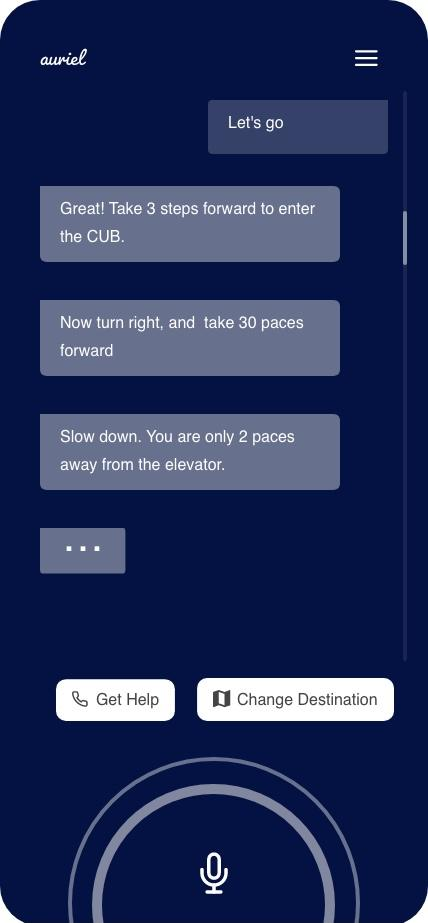 auriel
Let's go
Great! Take 3 steps forward to enter
the CUB.
Now turn right, and  take 30 paces
forward
Slow down. You are only 2 paces
away from the elevator.
...
Get Help
Change Destination